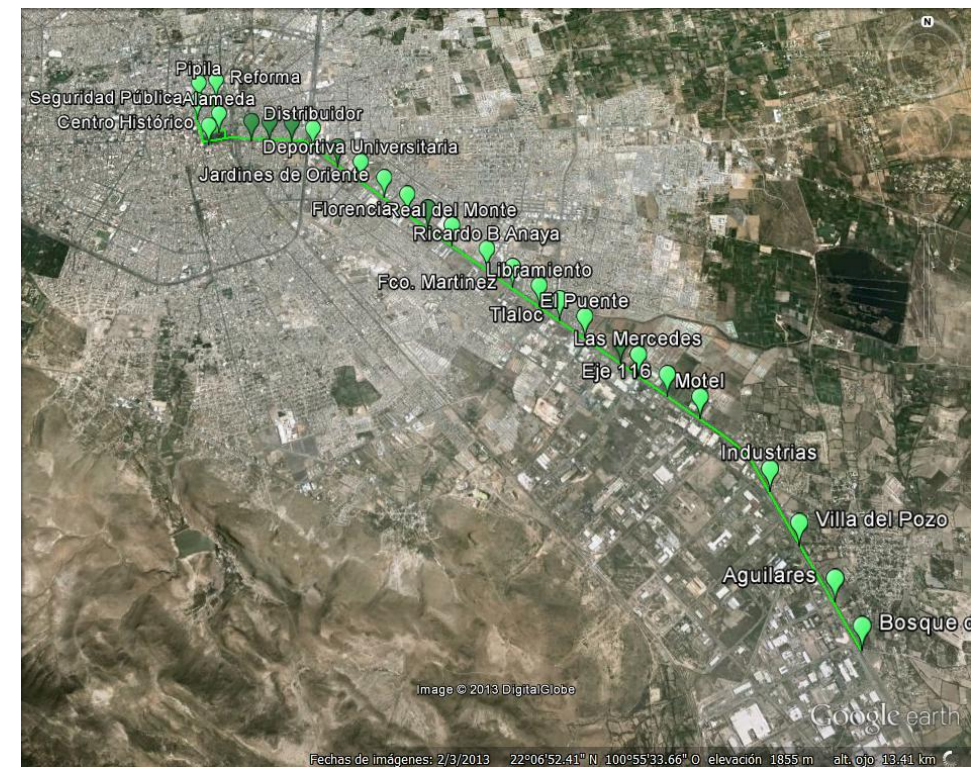 N
Pipila
Reforma
Seguridad Pública
Alameda
Centro Histórico
Distribuidor
Deportiva Universitaria
Jardines de Oriente
Florencia
Real del Monte
Ricardo B Anaya
Libramiento
Fco. Martinez
El Puente
Tlaloc
Las Mercedes
Eje 116
Motel
Industrias
Villa del Pozo
Aguilares
Bosque d
Image © 2013 DigitalGlobe
Google earth
Fechas de imágenes: 2/3/2013 22°06'52.41" N 100°55'33.66" O elevación 1855 m alt. ojo 13.41 km